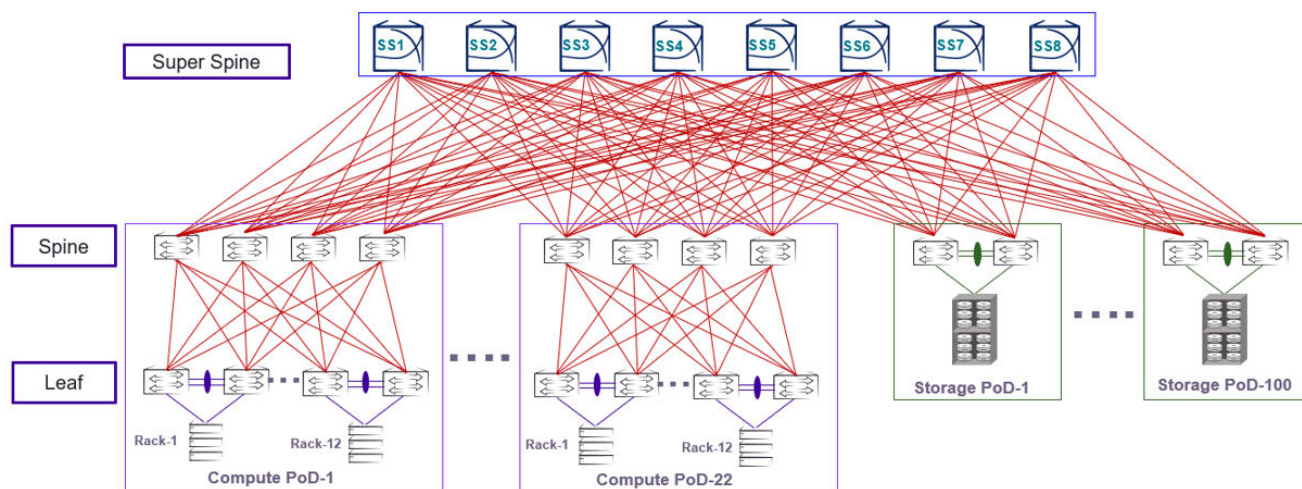 SS1 SS2 SS3 SS4 SS5 SS6 SS7 SS8
Super Spine
Spine
Leaf
Storage PoD-1
Storage PoD-100
Rack-1
Rack-12
Rack-1
Rack-12
Compute PoD-1
Compute PoD-22